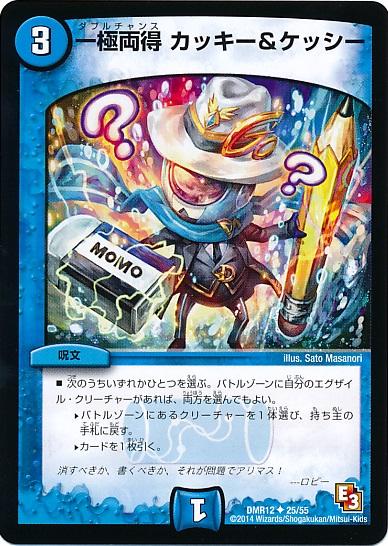 ダブルチャンス
3
一極両得 カッキー&ケッシー
MOMO
illus. Sato Masanori
呪文
■ 次のうちいずれかひとつを選ぶ。バトルゾーンに自分のエグザイ
ル・クリーチャーがあれば、両方を選んでもよい。
▶バトルゾーンにあるクリーチャーを1体選び、持ち主の
手札に戻す。
▶カードを1枚引く。
消すべきか、書くべきか、それが問題でアリマス!
---ロビー
1
DMR12 ◆ 25/55
©2014 Wizards/Shogakukan/Mitsui-Kids
E3